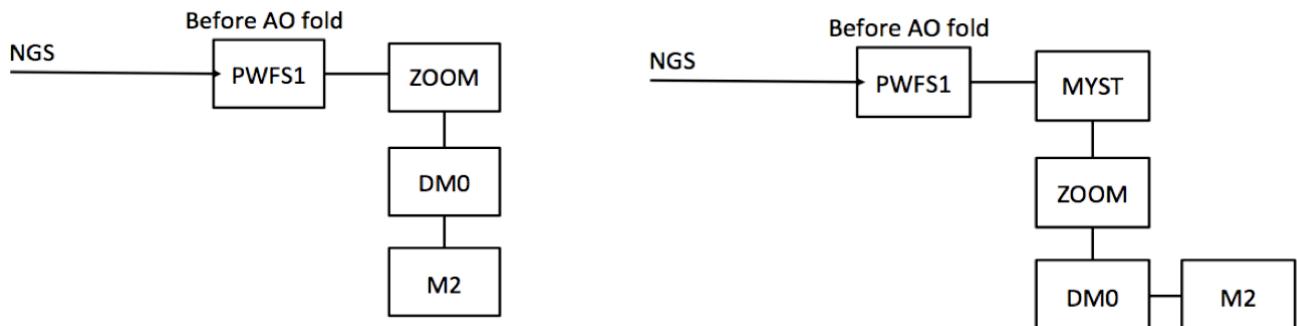 Before AO fold
NGS
PWFS1
ZOOM
DM0
M2
Before AO fold
NGS
PWFS1
MYST
ZOOM
DM0
M2